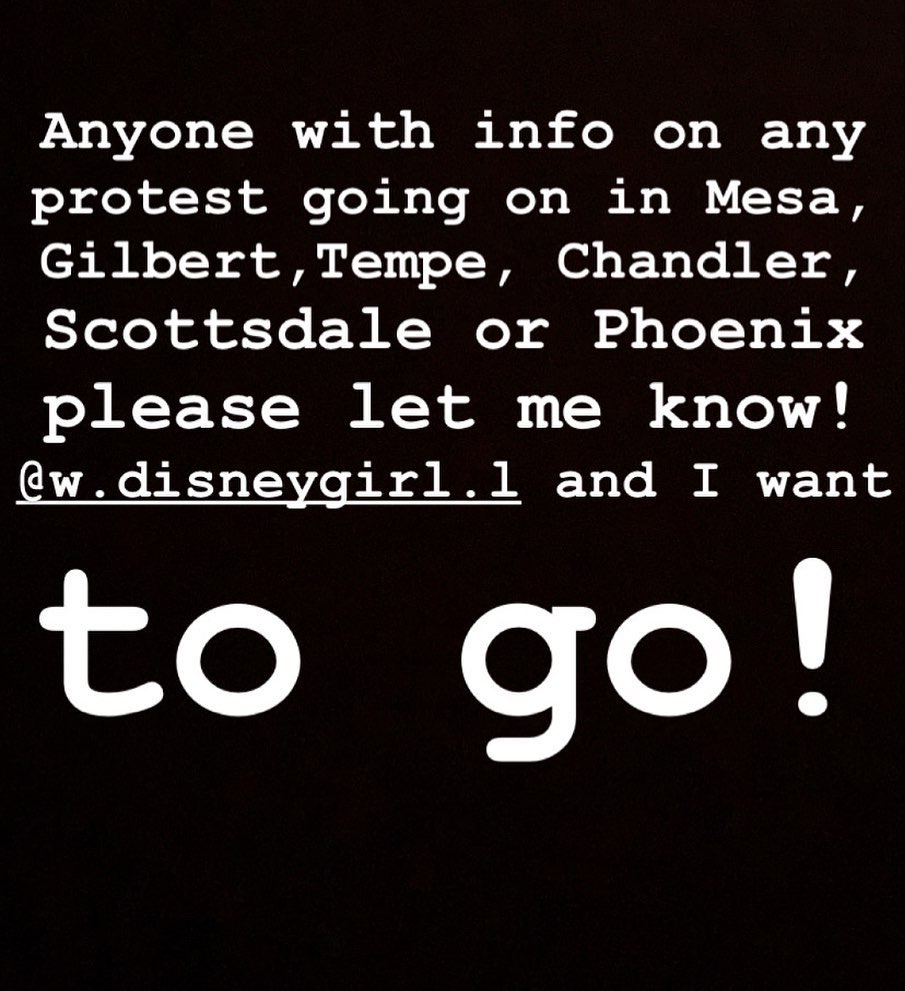 Anyone with info on any
protest going on in Mesa,
Gilbert,Tempe, Chandler,
Scottsdale or Phoenix
please let me know!
@w.disneygirl.l and I want
to go!